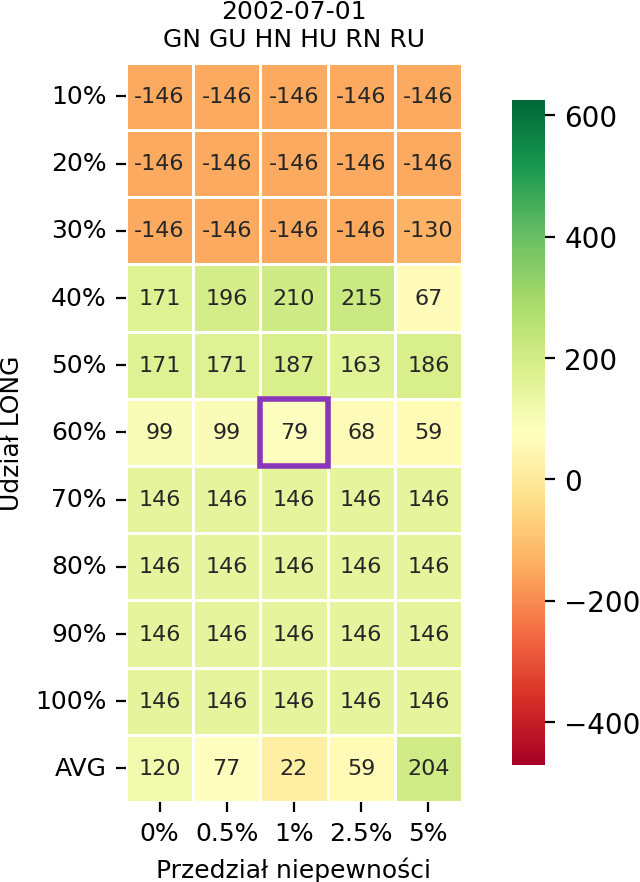 2002-07-01
GN GU HN HU RN RU
Udział LONG
10% -146 -146 -146 -146 -146
20% -146 -146 -146 -146 -146
30% -146 -146 -146 -146 -130
40% 171 196 210 215 67
50% 171 171 187 163 186
60% 99 99 79 68 59
70% 146 146 146 146 146
80% 146 146 146 146 146
90% 146 146 146 146 146
100% 146 146 146 146 146
AVG 120 77 22 59 204
0% 0.5% 1% 2.5% 5%
Przedział niepewności
600
400
200
0
−200
−400